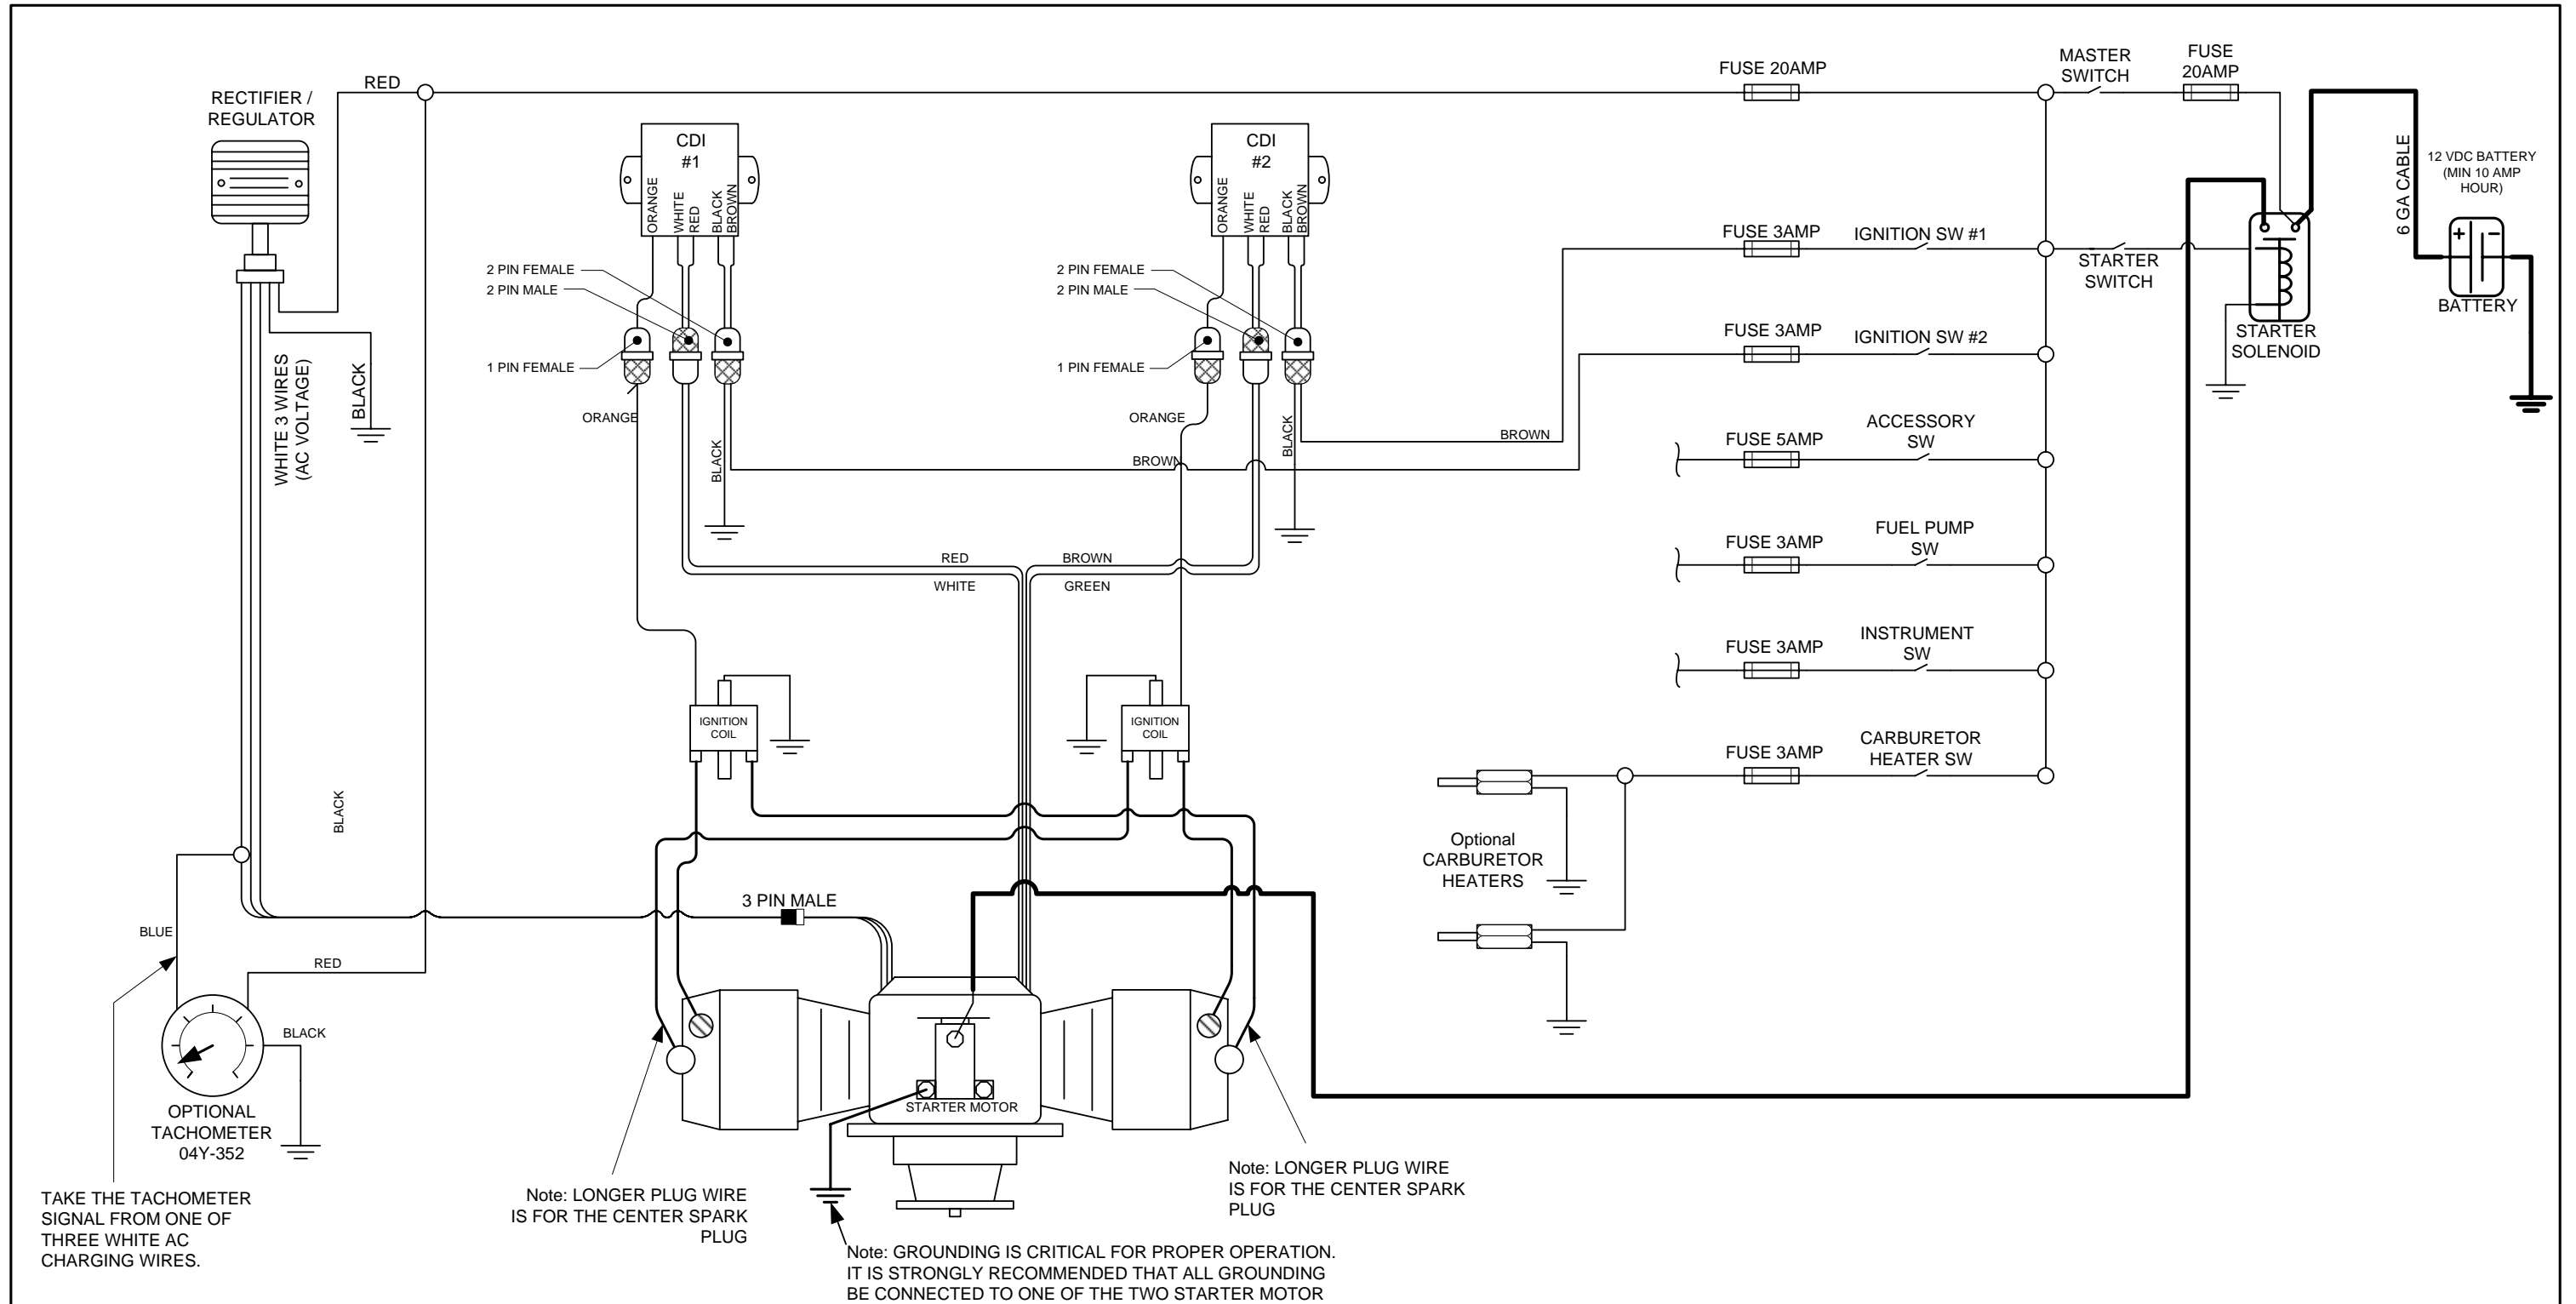 RED
RECTIFIER /
REGULATOR
WHITE 3 WIRES
(AC VOLTAGE)
BLACK
BLACK
BLUE
RED
BLACK
OPTIONAL
TACHOMETER
04Y-352
TAKE THE TACHOMETER
SIGNAL FROM ONE OF
THREE WHITE AC
CHARGING WIRES.
CDI
#1
ORANGE
WHITE
RED
BLACK
BROWN
2 PIN FEMALE
2 PIN MALE
1 PIN FEMALE
ORANGE
BLACK
CDI
#2
ORANGE
WHITE
RED
BLACK
BROWN
2 PIN FEMALE
2 PIN MALE
1 PIN FEMALE
ORANGE
BLACK
BROWN
BROWN
RED
WHITE
BROWN
GREEN
IGNITION
COIL
IGNITION
COIL
3 PIN MALE
STARTER MOTOR
Note: LONGER PLUG WIRE
IS FOR THE CENTER SPARK
PLUG
Note: LONGER PLUG WIRE
IS FOR THE CENTER SPARK
PLUG
Note: GROUNDING IS CRITICAL FOR PROPER OPERATION.
IT IS STRONGLY RECOMMENDED THAT ALL GROUNDING
BE CONNECTED TO ONE OF THE TWO STARTER MOTOR
FUSE 20AMP
MASTER
SWITCH
FUSE
20AMP
FUSE 3AMP
IGNITION SW #1
STARTER
SWITCH
FUSE 3AMP
IGNITION SW #2
FUSE 5AMP
ACCESSORY
SW
FUSE 3AMP
FUEL PUMP
SW
FUSE 3AMP
INSTRUMENT
SW
FUSE 3AMP
CARBURETOR
HEATER SW
Optional
CARBURETOR
HEATERS
STARTER
SOLENOID
6 GA CABLE
12 VDC BATTERY
(MIN 10 AMP
HOUR)
+ −
BATTERY